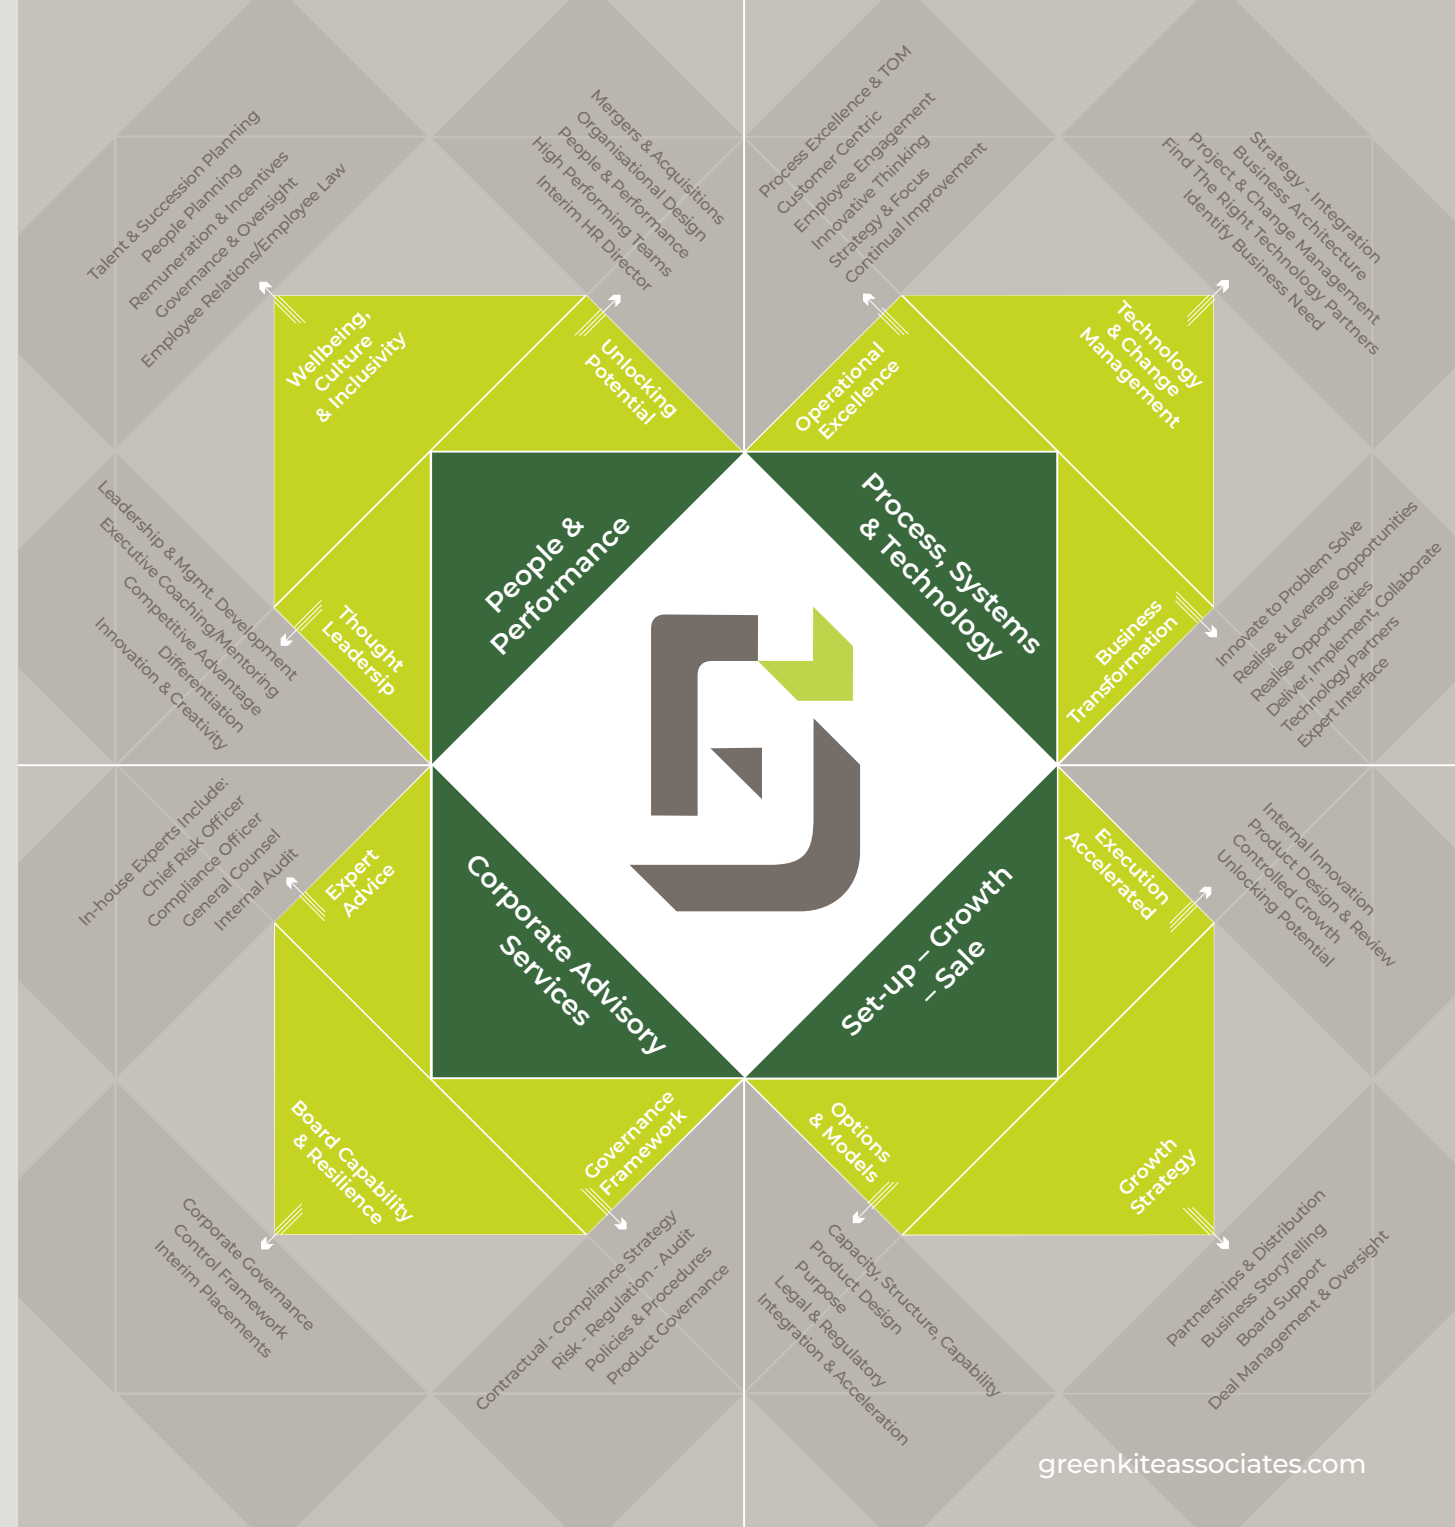 Talent & Succession Planning
People Planning
Remuneration & Incentives
Governance & Oversight
Employee Relations/Employee Law
Mergers & Acquisitions
Organisational Design
People & Performance
High Performing Teams
Interim HR Director
Wellbeing,
Culture
& Inclusivity
Unlocking
Potential
People &
Performance
Thought
Leadersip
Leadership & Mgmt. Development
Executive Coaching/Mentoring
Competitive Advantage
Differentiation
Innovation & Creativity
Process Excellence & TOM
Customer Centric
Employee Engagement
Innovative Thinking
Strategy & Focus
Continual Improvement
Strategy - Integration
Business Architecture
Project & Change Management
Find The Right Technology Partners
Identify Business Need
Operational
Excellence
Technology
& Change
Management
Process, Systems
& Technology
Business
Transformation
Innovate to Problem Solve
Realise & Leverage Opportunities
Realise Opportunities
Deliver, Implement, Collaborate
Technology Partners
Expert Interface
In-house Experts Include:
Chief Risk Officer
Compliance Officer
General Counsel
Internal Audit
Expert
Advice
Corporate Advisory
Services
Board Capability
& Resilience
Governance
Framework
Corporate Governance
Control Framework
Interim Placements
Contractual - Compliance Strategy
Risk - Regulation - Audit
Policies & Procedures
Product Governance
Execution
Accelerated
Internal Innovation
Product Design & Review
Controlled Growth
Unlocking Potential
Set-up – Growth
– Sale
Options
& Models
Growth
Strategy
Capacity, Structure, Capability
Product Design
Purpose
Legal & Regulatory
Integration & Acceleration
Partnerships & Distribution
Business StoryTelling
Board Support
Deal Management & Oversight
greenkiteassociates.com